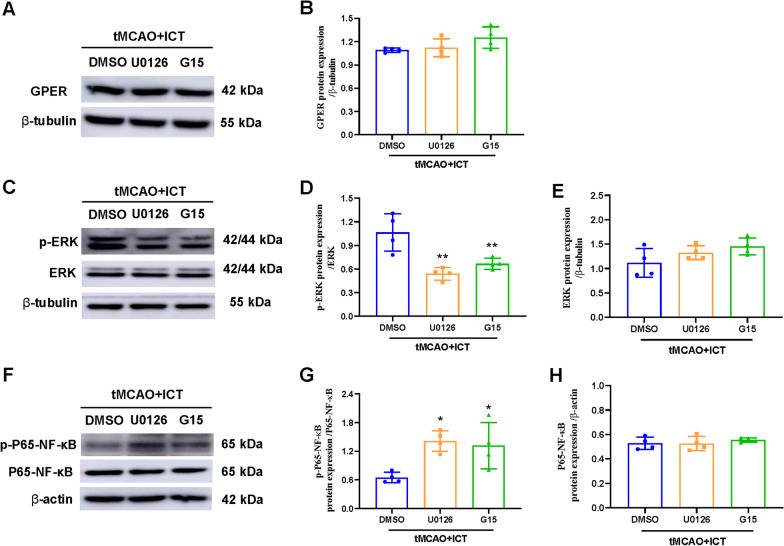 A
tMCAO+ICT
DMSO U0126 G15
GPER 42 kDa
β-tubulin 55 kDa
B
GPER protein expression
/β-tubulin
1.5
1.2
0.9
0.6
0.3
0.0
DMSO U0126 G15
tMCAO+ICT
C
tMCAO+ICT
DMSO U0126 G15
p-ERK 42/44 kDa
ERK 42/44 kDa
β-tubulin 55 kDa
D
p-ERK protein expression
/ERK
1.5
1.2
0.9
0.6
0.3
0.0
** **
DMSO U0126 G15
tMCAO+ICT
E
ERK protein expression
/β-tubulin
2.5
2.0
1.5
1.0
0.5
0.0
DMSO U0126 G15
tMCAO+ICT
F
tMCAO+ICT
DMSO U0126 G15
p-P65-NF-κB 65 kDa
P65-NF-κB 65 kDa
β-actin 42 kDa
G
p-P65-NF-κB
protein expression /P65-NF-κB
2.4
1.8
1.2
0.6
0.0
* *
DMSO U0126 G15
tMCAO+ICT
H
P65-NF-κB
protein expression /β-actin
1.0
0.8
0.6
0.4
0.2
0.0
DMSO U0126 G15
tMCAO+ICT